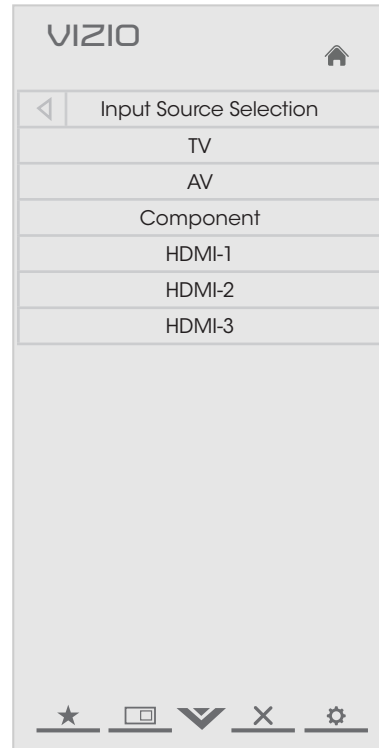 VIZIO
Input Source Selection
TV
AV
Component
HDMI-1
HDMI-2
HDMI-3